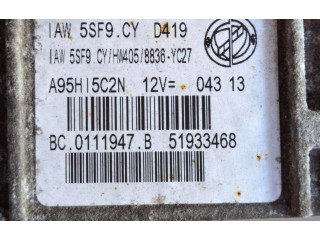 IAW 5SF9.CY D419
IAW 5SF9.CY/HW405/8836-YC27
A95HI5C2N 12V= 043 13
BC.0111947.B 51933468